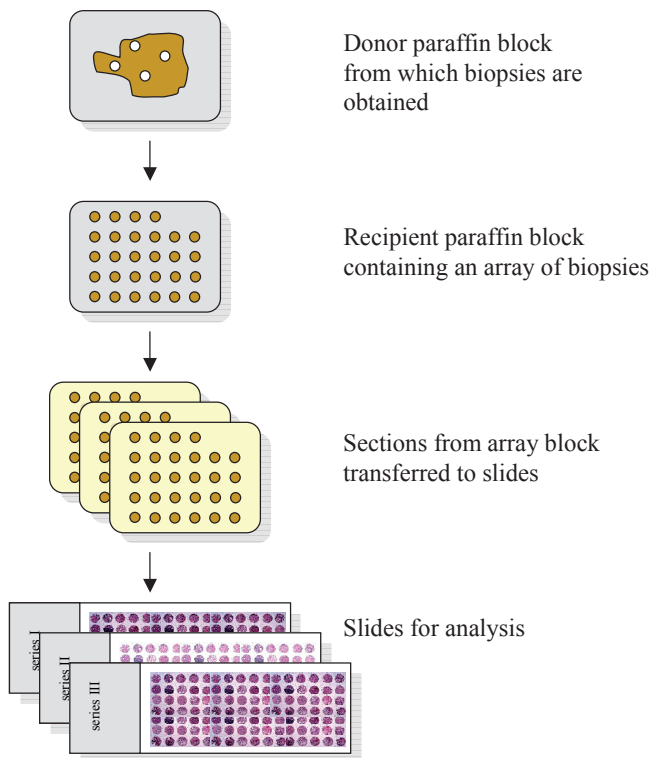 Donor paraffin block
from which biopsies are
obtained
Recipient paraffin block
containing an array of biopsies
Sections from array block
transferred to slides
Slides for analysis
series I
series II
series III